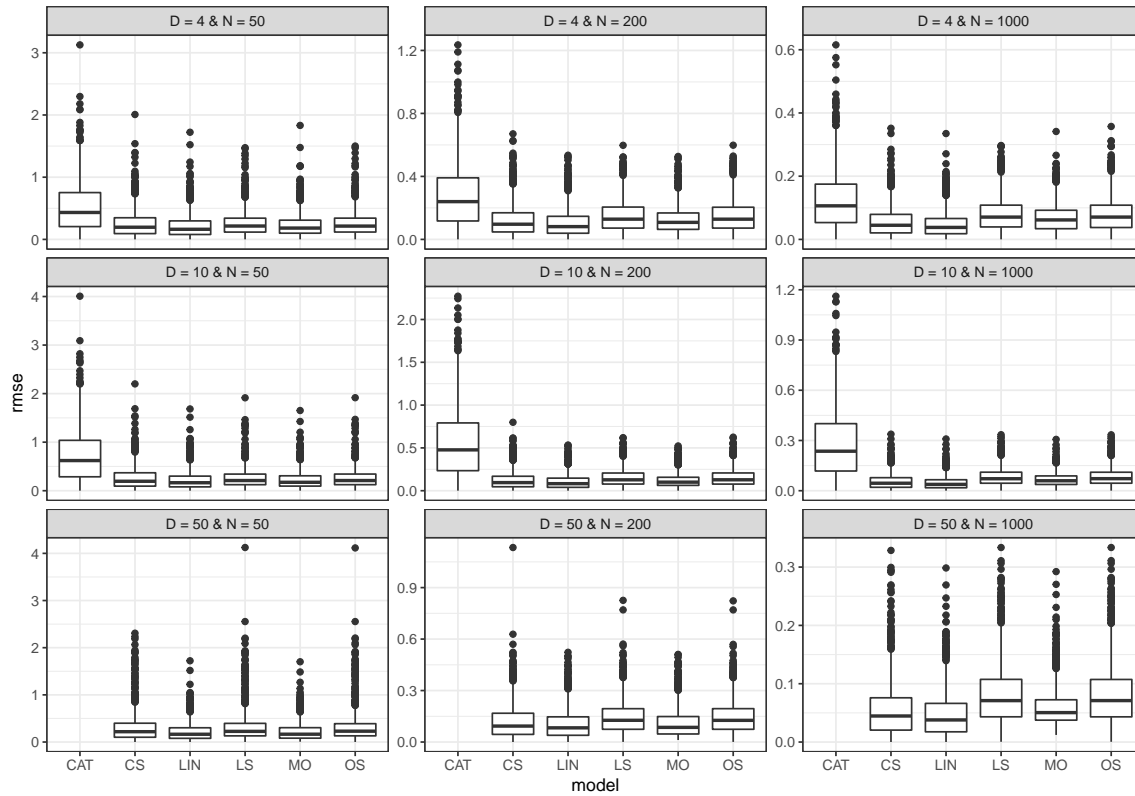 D = 4 & N = 50
D = 4 & N = 200
D = 4 & N = 1000
3
2
1
0
1.2
0.8
0.4
0.0
0.6
0.4
0.2
0.0
D = 10 & N = 50
D = 10 & N = 200
D = 10 & N = 1000
rmse
4
3
2
1
0
2.0
1.5
1.0
0.5
0.0
1.2
0.9
0.6
0.3
0.0
D = 50 & N = 50
D = 50 & N = 200
D = 50 & N = 1000
4
3
2
1
0
0.9
0.6
0.3
0.0
0.3
0.2
0.1
0.0
CAT CS LIN LS MO OS
CAT CS LIN LS MO OS
CAT CS LIN LS MO OS
model